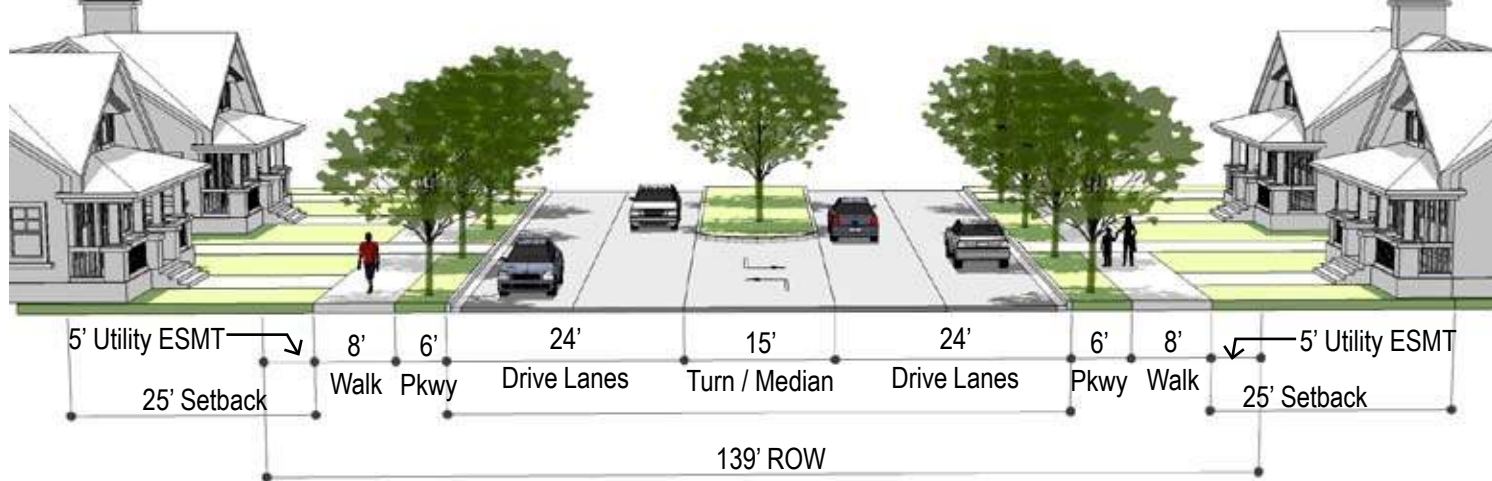 5’ Utility ESMT
8’
6’
24’
15’
24’
6’
8’
5’ Utility ESMT
Walk
Pkwy
Drive Lanes
Turn / Median
Drive Lanes
Pkwy
Walk
25’ Setback
25’ Setback
139’ ROW